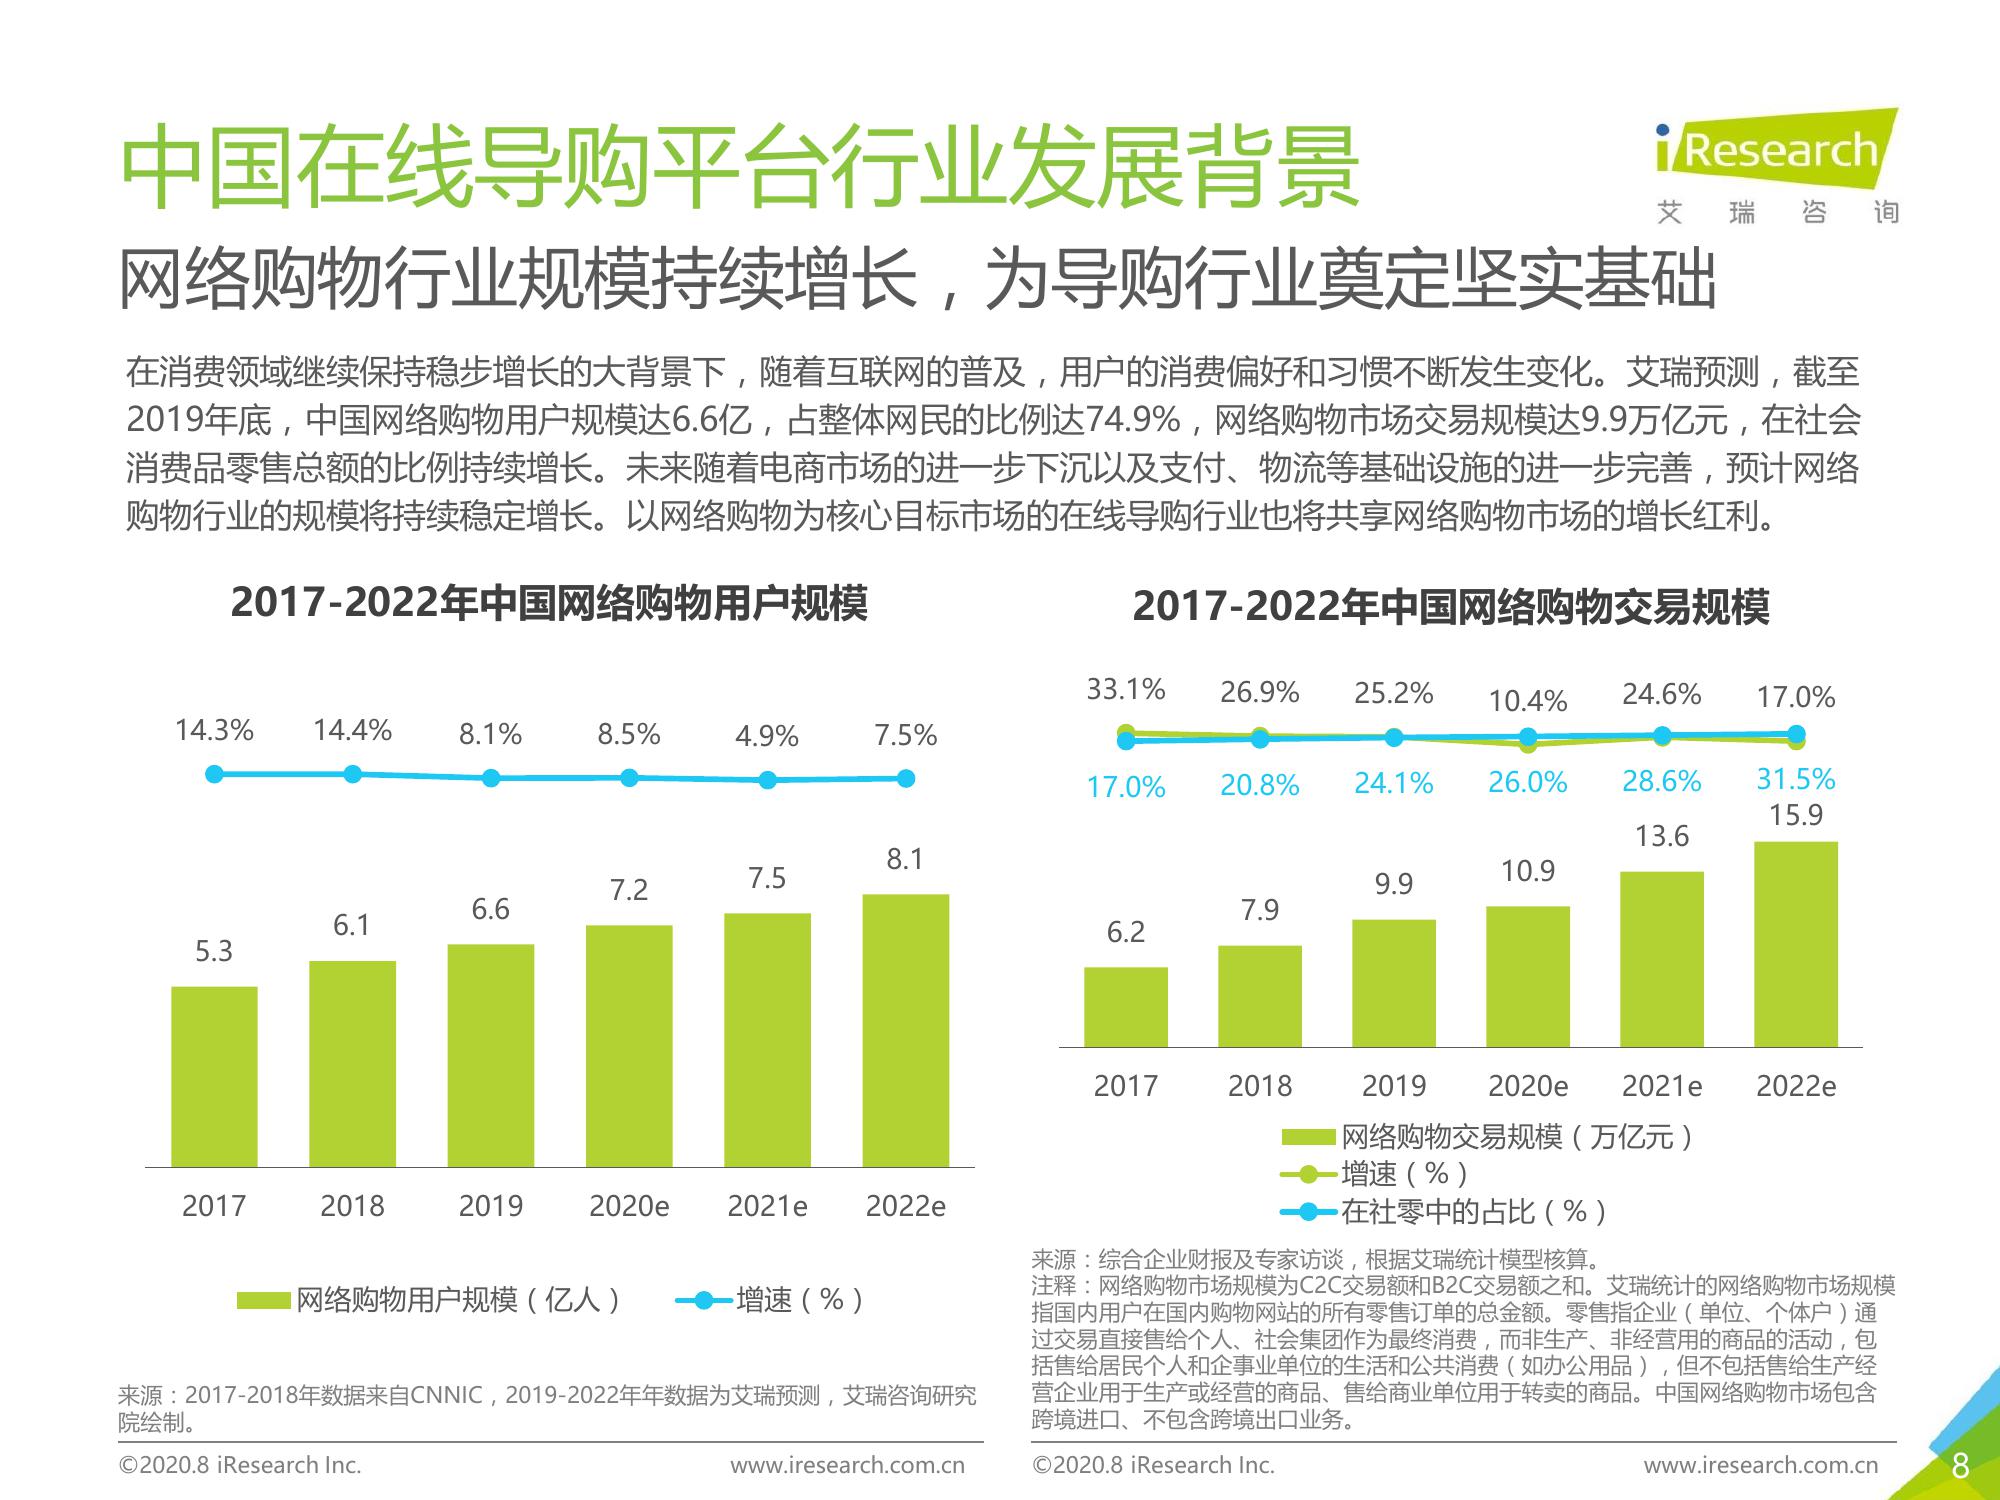 中国在线导购平台行业发展背景
iResearch
艾瑞咨询
网络购物行业规模持续增长，为导购行业奠定坚实基础
在消费领域继续保持稳步增长的大背景下，随着互联网的普及，用户的消费偏好和习惯不断发生变化。艾瑞预测，截至
2019年底，中国网络购物用户规模达6.6亿，占整体网民的比例达74.9%，网络购物市场交易规模达9.9万亿元，在社会
消费品零售总额的比例持续增长。未来随着电商市场的进一步下沉以及支付、物流等基础设施的进一步完善，预计网络
购物行业的规模将持续稳定增长。以网络购物为核心目标市场的在线导购行业也将共享网络购物市场的增长红利。
2017-2022年中国网络购物用户规模
14.3% 14.4% 8.1% 8.5% 4.9% 7.5%
5.3 6.1 6.6 7.2 7.5 8.1
2017 2018 2019 2020e 2021e 2022e
网络购物用户规模（亿人） 增速（%）
来源：2017-2018年数据来自CNNIC，2019-2022年年数据为艾瑞预测，艾瑞咨询研究
院绘制。
©2020.8 iResearch Inc. www.iresearch.com.cn
2017-2022年中国网络购物交易规模
33.1% 26.9% 25.2% 10.4% 24.6% 17.0%
17.0% 20.8% 24.1% 26.0% 28.6% 31.5%
6.2 7.9 9.9 10.9 13.6 15.9
2017 2018 2019 2020e 2021e 2022e
网络购物交易规模（万亿元）
增速（%）
在社零中的占比（%）
来源：综合企业财报及专家访谈，根据艾瑞统计模型核算。
注释：网络购物市场规模为C2C交易额和B2C交易额之和。艾瑞统计的网络购物市场规模
指国内用户在国内购物网站的所有零售订单的总金额。零售指企业（单位、个体户）通
过交易直接售给个人、社会集团作为最终消费，而非生产、非经营用的商品的活动，包
括售给居民个人和企事业单位的生活和公共消费（如办公用品），但不包括售给生产经
营企业用于生产或经营的商品、售给商业单位用于转卖的商品。中国网络购物市场包含
跨境进口、不包含跨境出口业务。
©2020.8 iResearch Inc. www.iresearch.com.cn
8